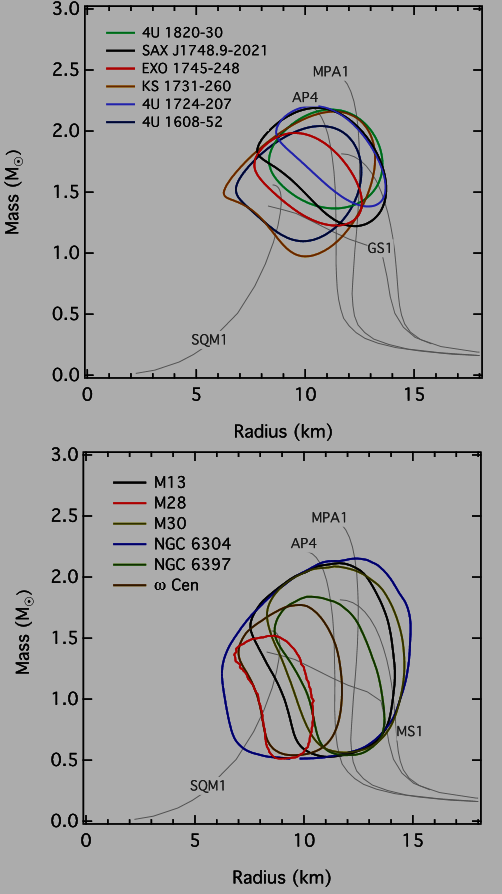 3.0
2.5
2.0
1.5
1.0
0.5
0.0
Mass (M☉)
4U 1820-30
SAX J1748.9-2021
EXO 1745-248
KS 1731-260
4U 1724-207
4U 1608-52
MPA1
AP4
GS1
SQM1
0 5 10 15
Radius (km)
3.0
2.5
2.0
1.5
1.0
0.5
0.0
Mass (M☉)
M13
M28
M30
NGC 6304
NGC 6397
ω Cen
MPA1
AP4
MS1
SQM1
0 5 10 15
Radius (km)